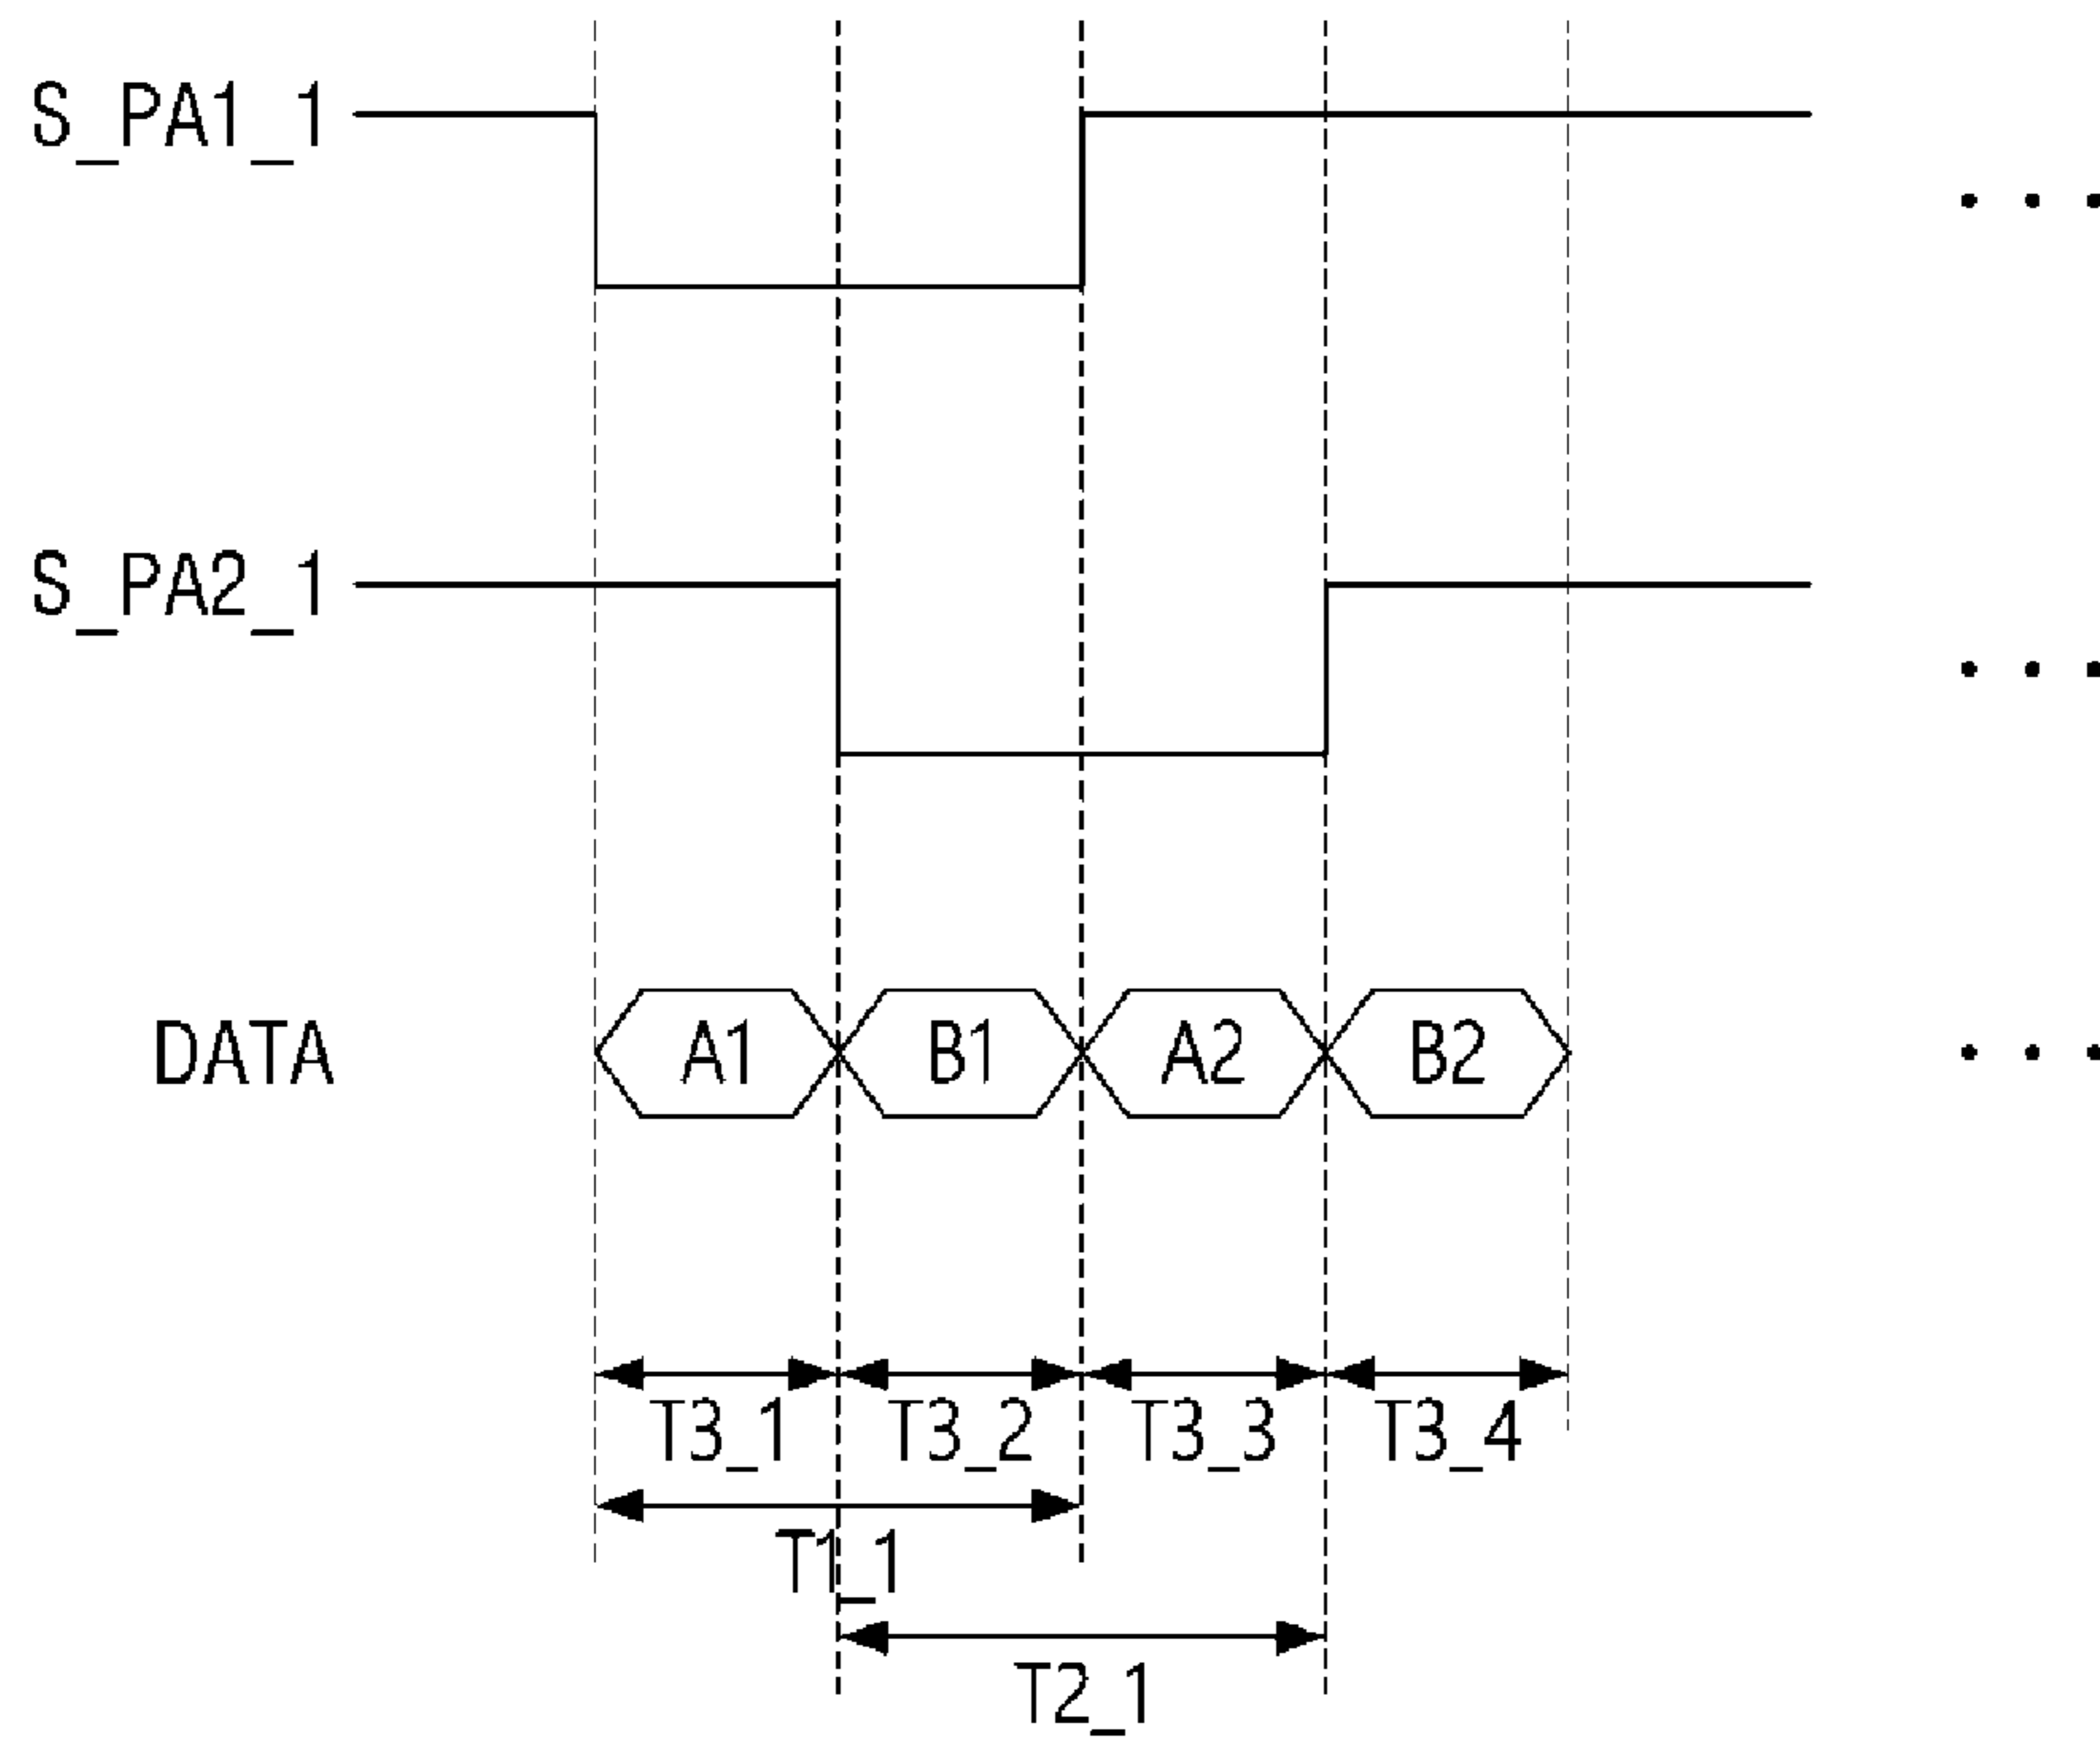 S_PA1_1
S_PA2_1
DATA A1 B1 A2 B2
T3_1 T3_2 T3_3 T3_4
T1_1
T2_1